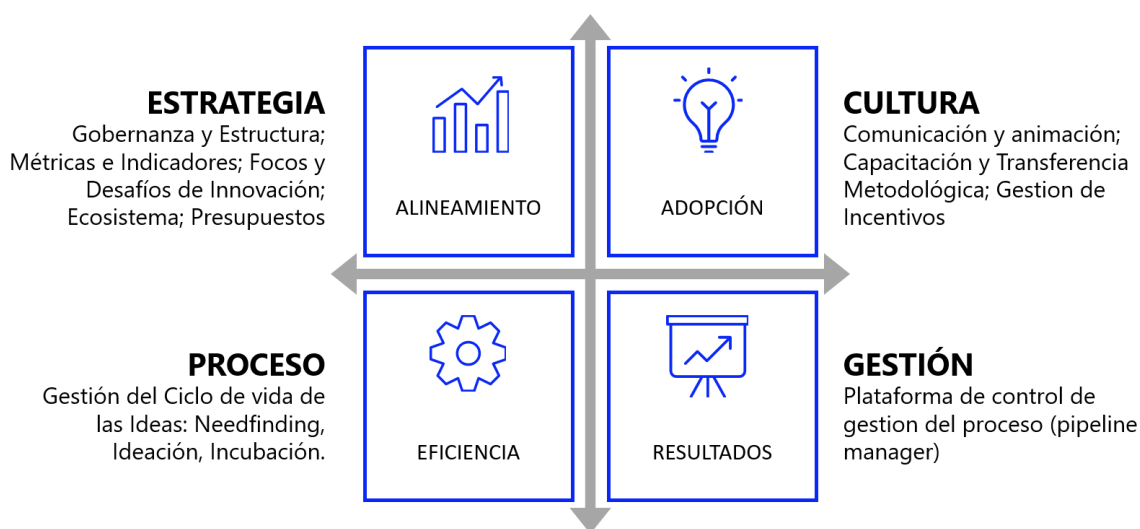 ESTRATEGIA
Gobernanza y Estructura;
Métricas e Indicadores; Focos y
Desafíos de Innovación;
Ecosistema; Presupuestos
ALINEAMIENTO
ADOPCIÓN
CULTURA
Comunicación y animación;
Capacitación y Transferencia
Metodológica; Gestion de
Incentivos
PROCESO
Gestión del Ciclo de vida de
las Ideas: Needfinding,
Ideación, Incubación.
EFICIENCIA
RESULTADOS
GESTIÓN
Plataforma de control de
gestion del proceso (pipeline
manager)